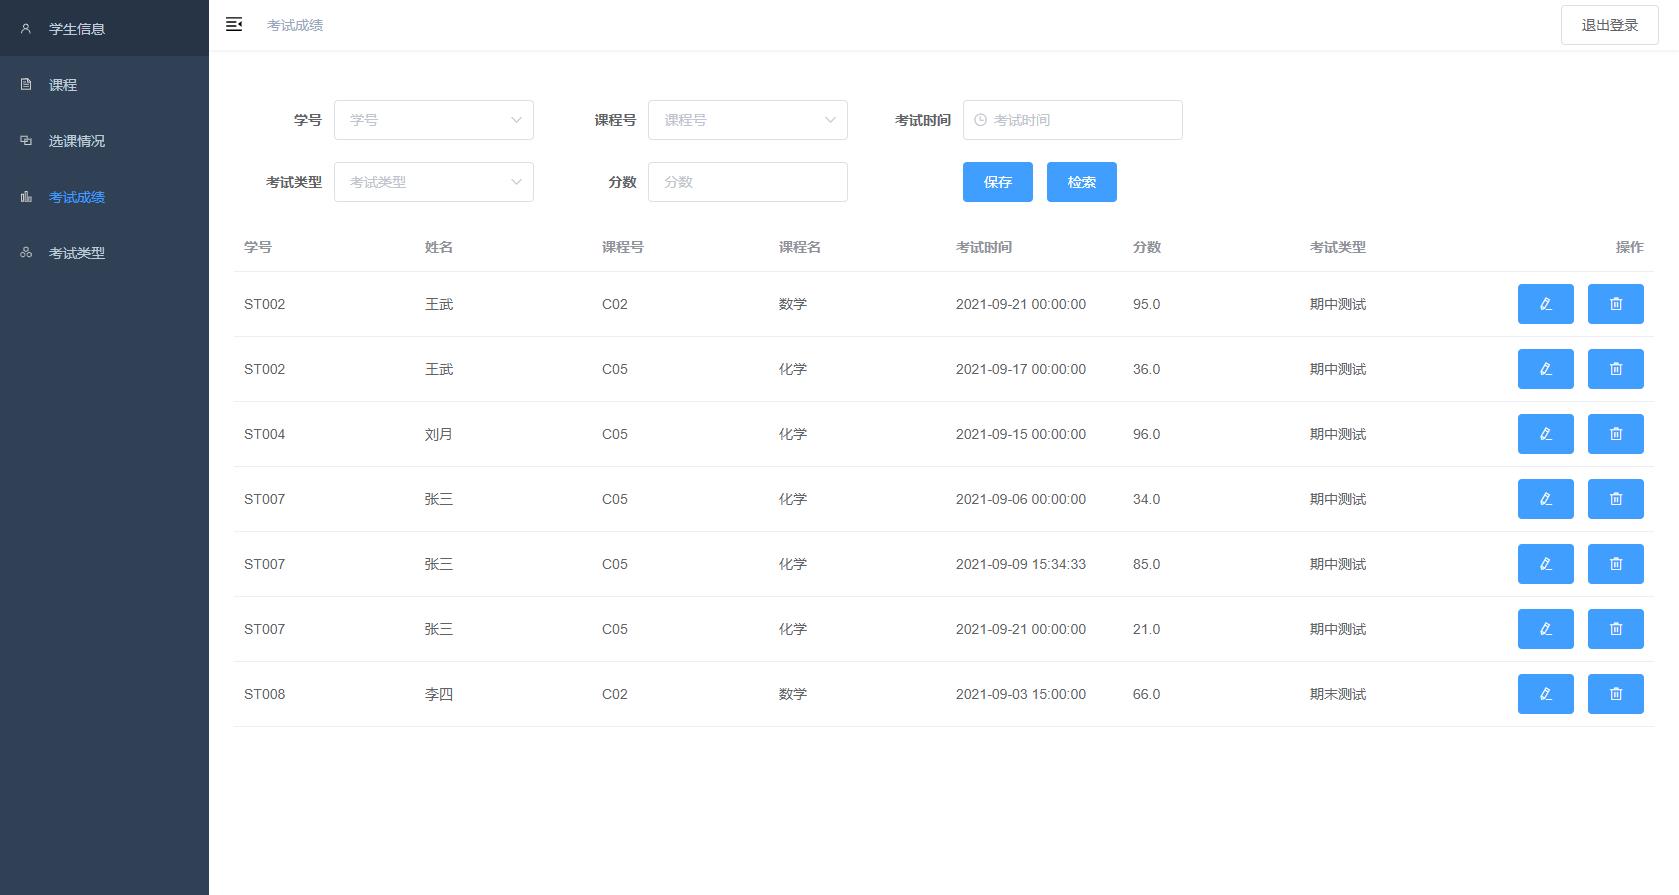 学生信息
课程
选课情况
考试成绩
考试类型
考试成绩
退出登录
学号 学号 课程号 课程号 考试时间 考试时间
考试类型 考试类型 分数 分数 保存 检索
学号 姓名 课程号 课程名 考试时间 分数 考试类型 操作
ST002 王武 C02 数学 2021-09-21 00:00:00 95.0 期中测试
ST002 王武 C05 化学 2021-09-17 00:00:00 36.0 期中测试
ST004 刘月 C05 化学 2021-09-15 00:00:00 96.0 期中测试
ST007 张三 C05 化学 2021-09-06 00:00:00 34.0 期中测试
ST007 张三 C05 化学 2021-09-09 15:34:33 85.0 期中测试
ST007 张三 C05 化学 2021-09-21 00:00:00 21.0 期中测试
ST008 李四 C02 数学 2021-09-03 15:00:00 66.0 期末测试